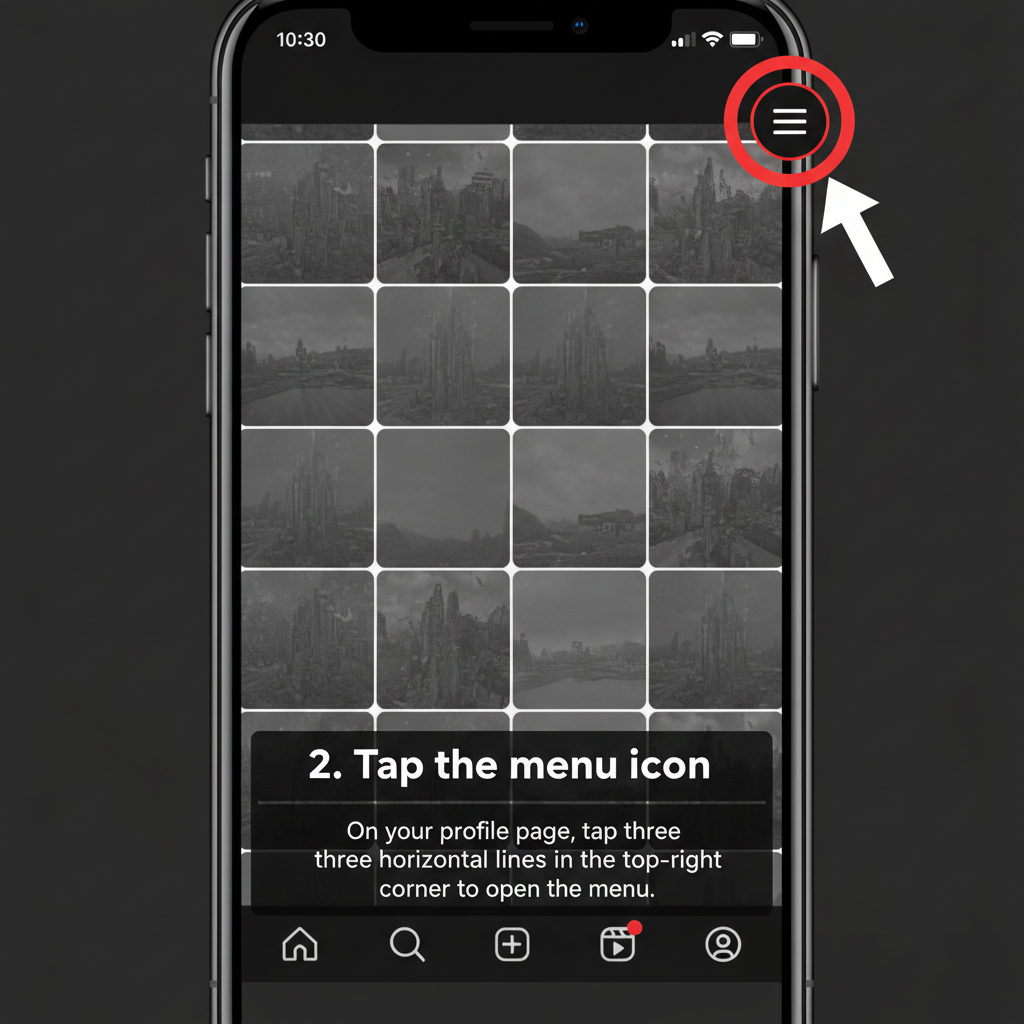 10:30
2. Tap the menu icon
On your profile page, tap three
three horizontal lines in the top-right
corner to open the menu.